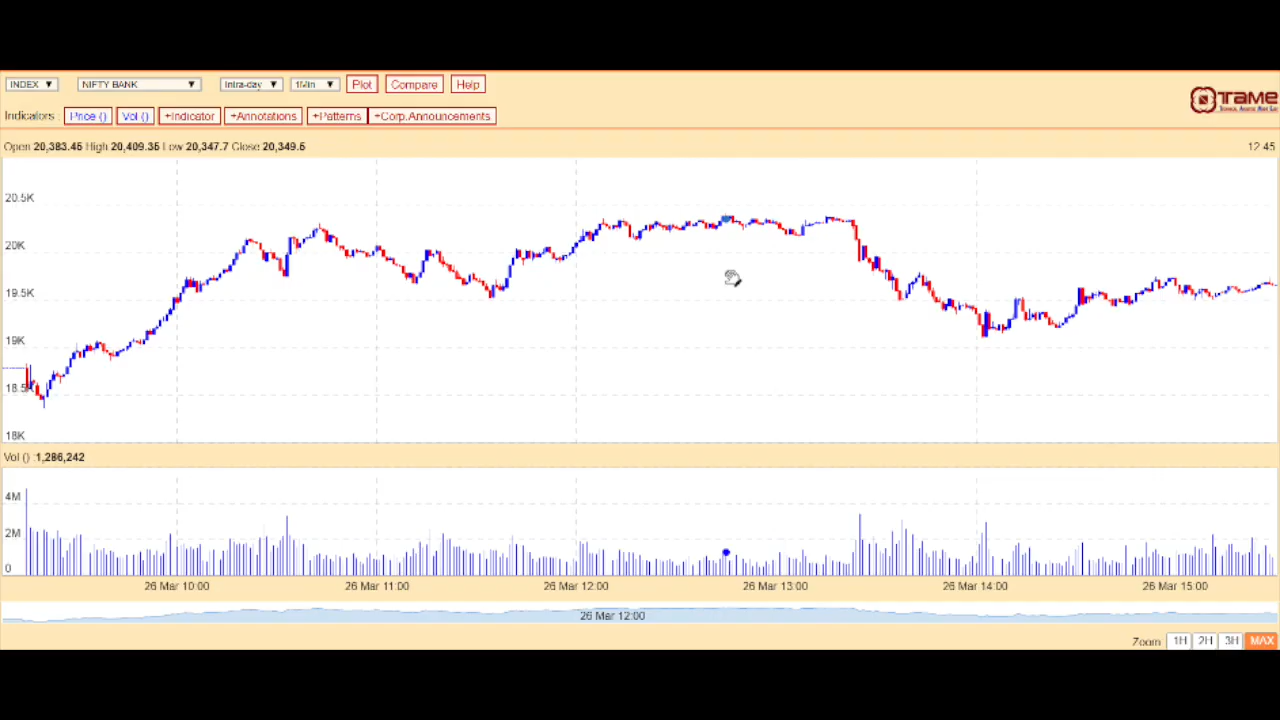 INDEX ▼ NIFTY BANK ▼ Intra-day ▼ 1Min ▼ Plot Compare Help
TAME
Indicators : Price () Vol () +Indicator +Annotations +Patterns +Corp.Announcements
Open 20,383.45 High 20,409.35 Low 20,347.7 Close 20,349.5 12:45
20.5K
20K
19.5K
19K
18.5K
18K
Vol () :1,286,242
4M
2M
0
26 Mar 10:00 26 Mar 11:00 26 Mar 12:00 26 Mar 13:00 26 Mar 14:00 26 Mar 15:00
26 Mar 12:00
Zoom 1H 2H 3H MAX